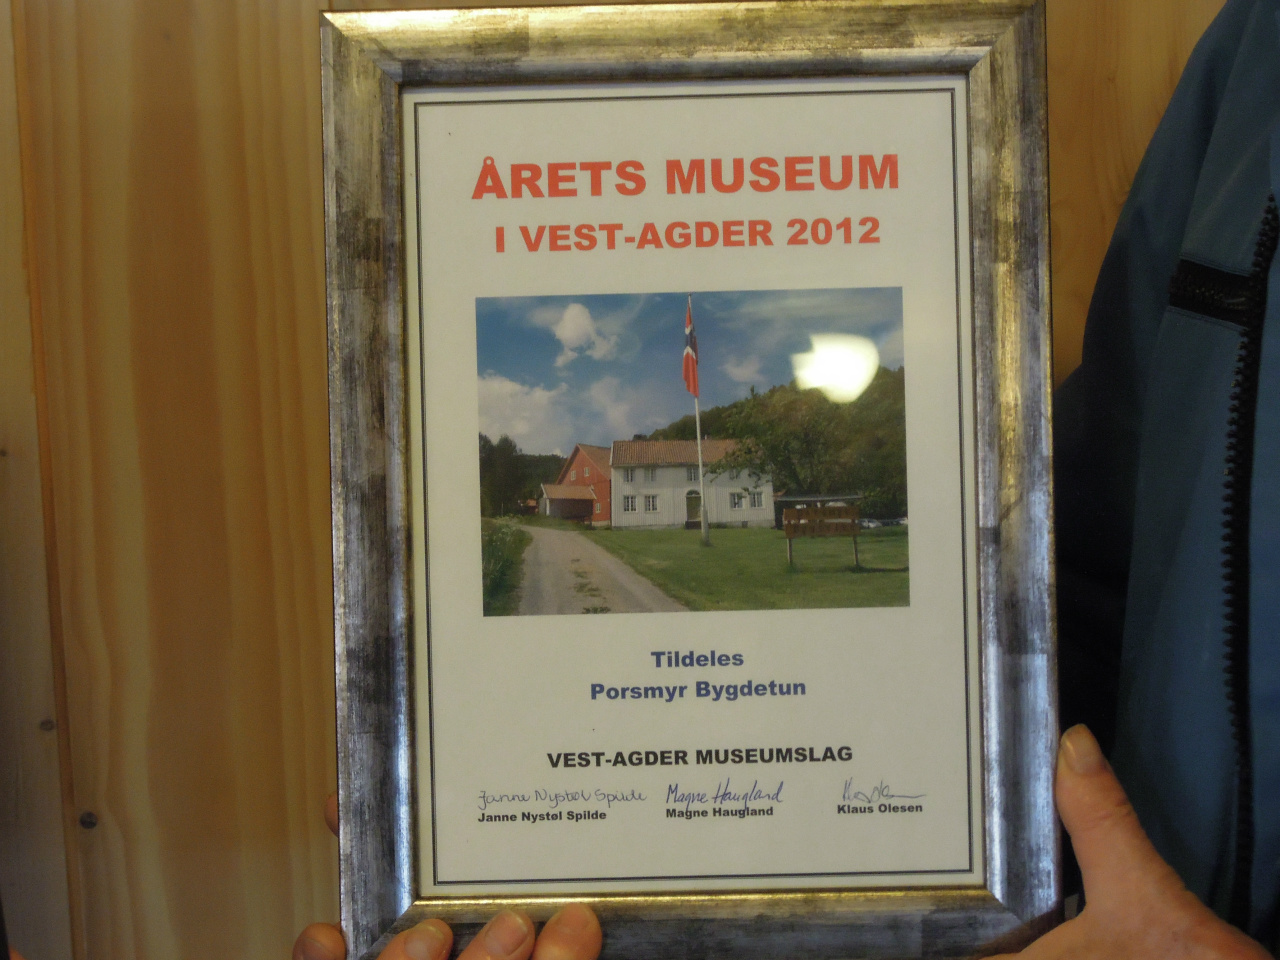 ÅRETS MUSEUM
I VEST-AGDER 2012
Tildeles
Porsmyr Bygdetun
VEST-AGDER MUSEUMSLAG
Janne Nystøl Spilde Magne Haugland
Janne Nystøl Spilde Magne Haugland Klaus Olesen